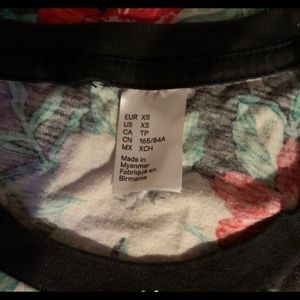 EUR XS
US XS
CA TP
CN 165/84A
MX XCH
Made in
Myanmar
Fabriqué en
Birmanie